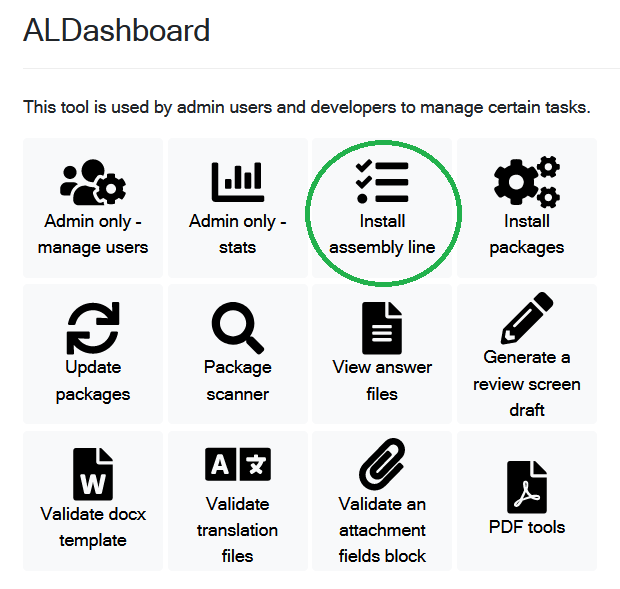 ALDashboard
This tool is used by admin users and developers to manage certain tasks.
Admin only -
manage users
Admin only -
stats
Install
assembly line
Install
packages
Update
packages
Package
scanner
View answer
files
Generate a
review screen
draft
W
Validate docx
template
A 文
Validate
translation
files
Validate an
attachment
fields block
PDF tools